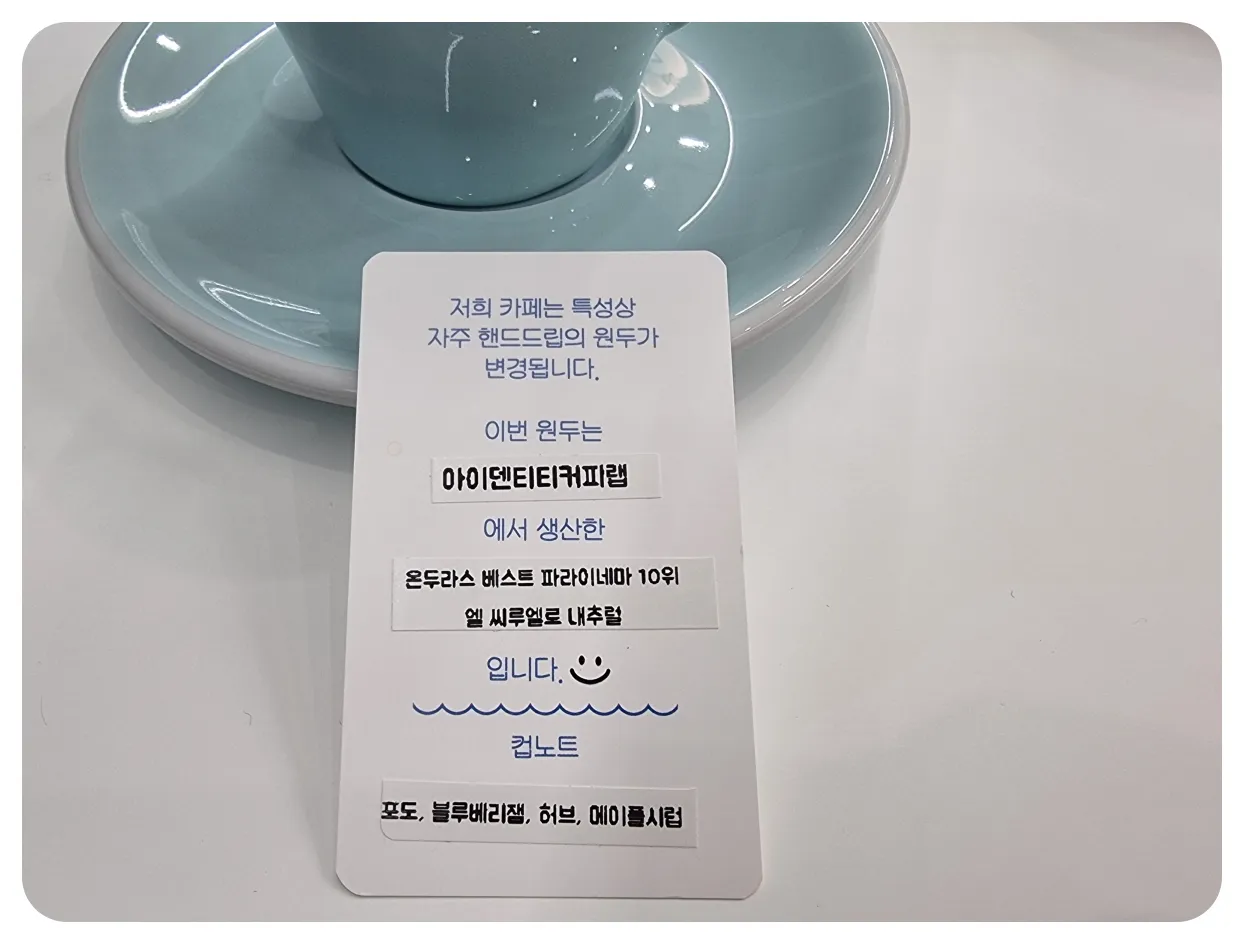 저희 카페는 특성상
자주 핸드드립의 원두가
변경됩니다.
이번 원두는
아이덴티티커피랩
에서 생산한
온두라스 베스트 파라이네마 10위
엘 씨루엘로 내추럴
입니다.
컵노트
포도, 블루베리잼, 허브, 메이플시럽